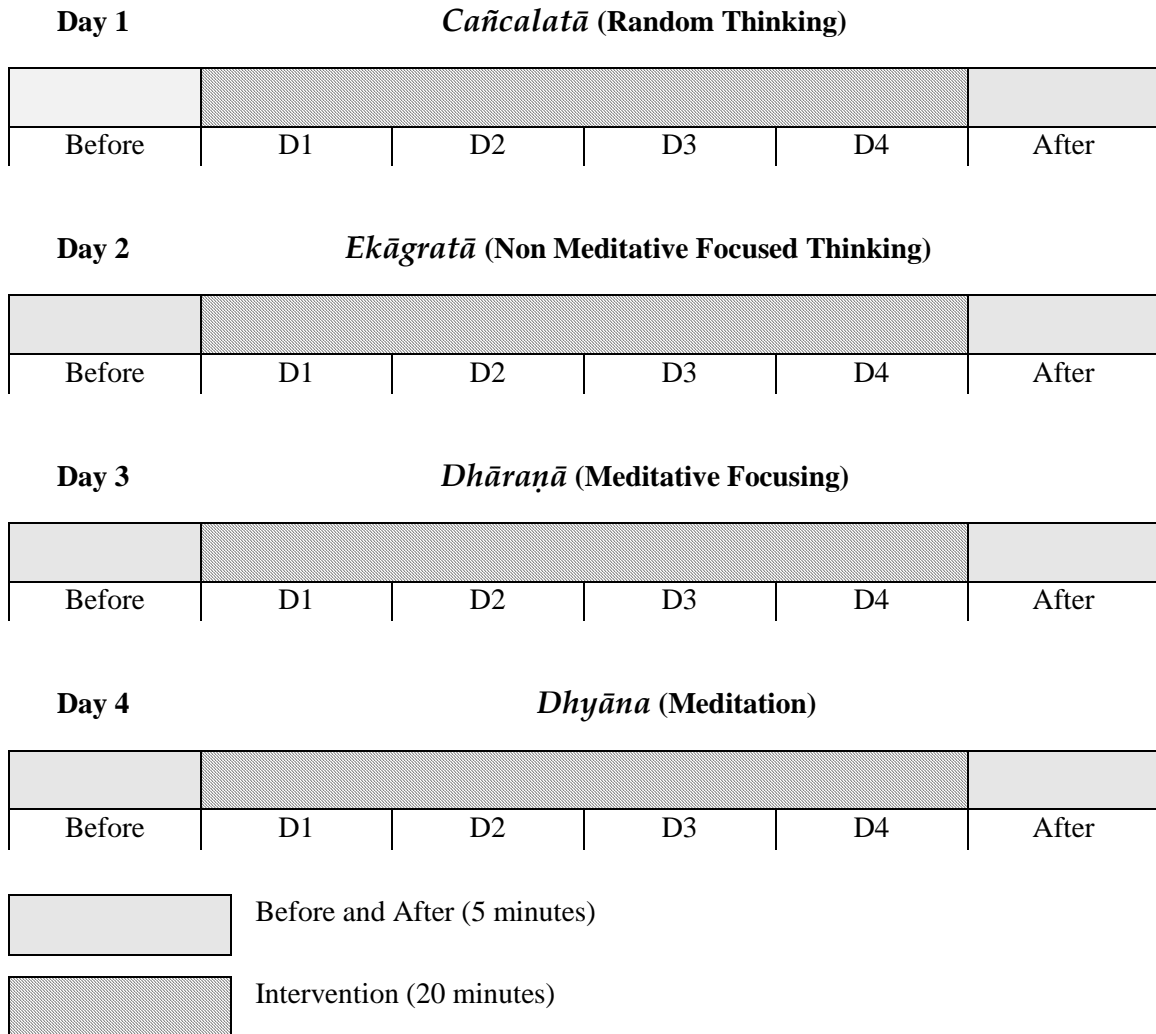 Day 1 Cañcalatā (Random Thinking)
Before D1 D2 D3 D4 After
Day 2 Ekāgratā (Non Meditative Focused Thinking)
Before D1 D2 D3 D4 After
Day 3 Dhāraṇā (Meditative Focusing)
Before D1 D2 D3 D4 After
Day 4 Dhyāna (Meditation)
Before D1 D2 D3 D4 After
Before and After (5 minutes)
Intervention (20 minutes)